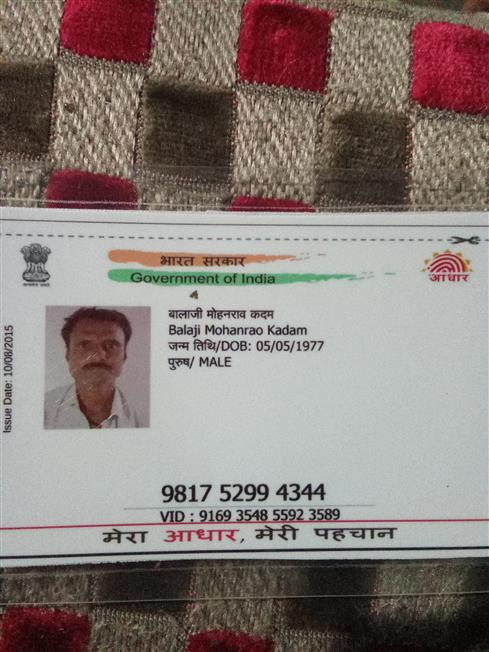 भारत सरकार
Government of India
आधार
बालाजी मोहनराव कदम
Balaji Mohanrao Kadam
जन्म तिथि/DOB: 05/05/1977
पुरुष/ MALE
Issue Date: 10/08/2015
9817 5299 4344
VID : 9169 3548 5592 3589
मेरा आधार, मेरी पहचान